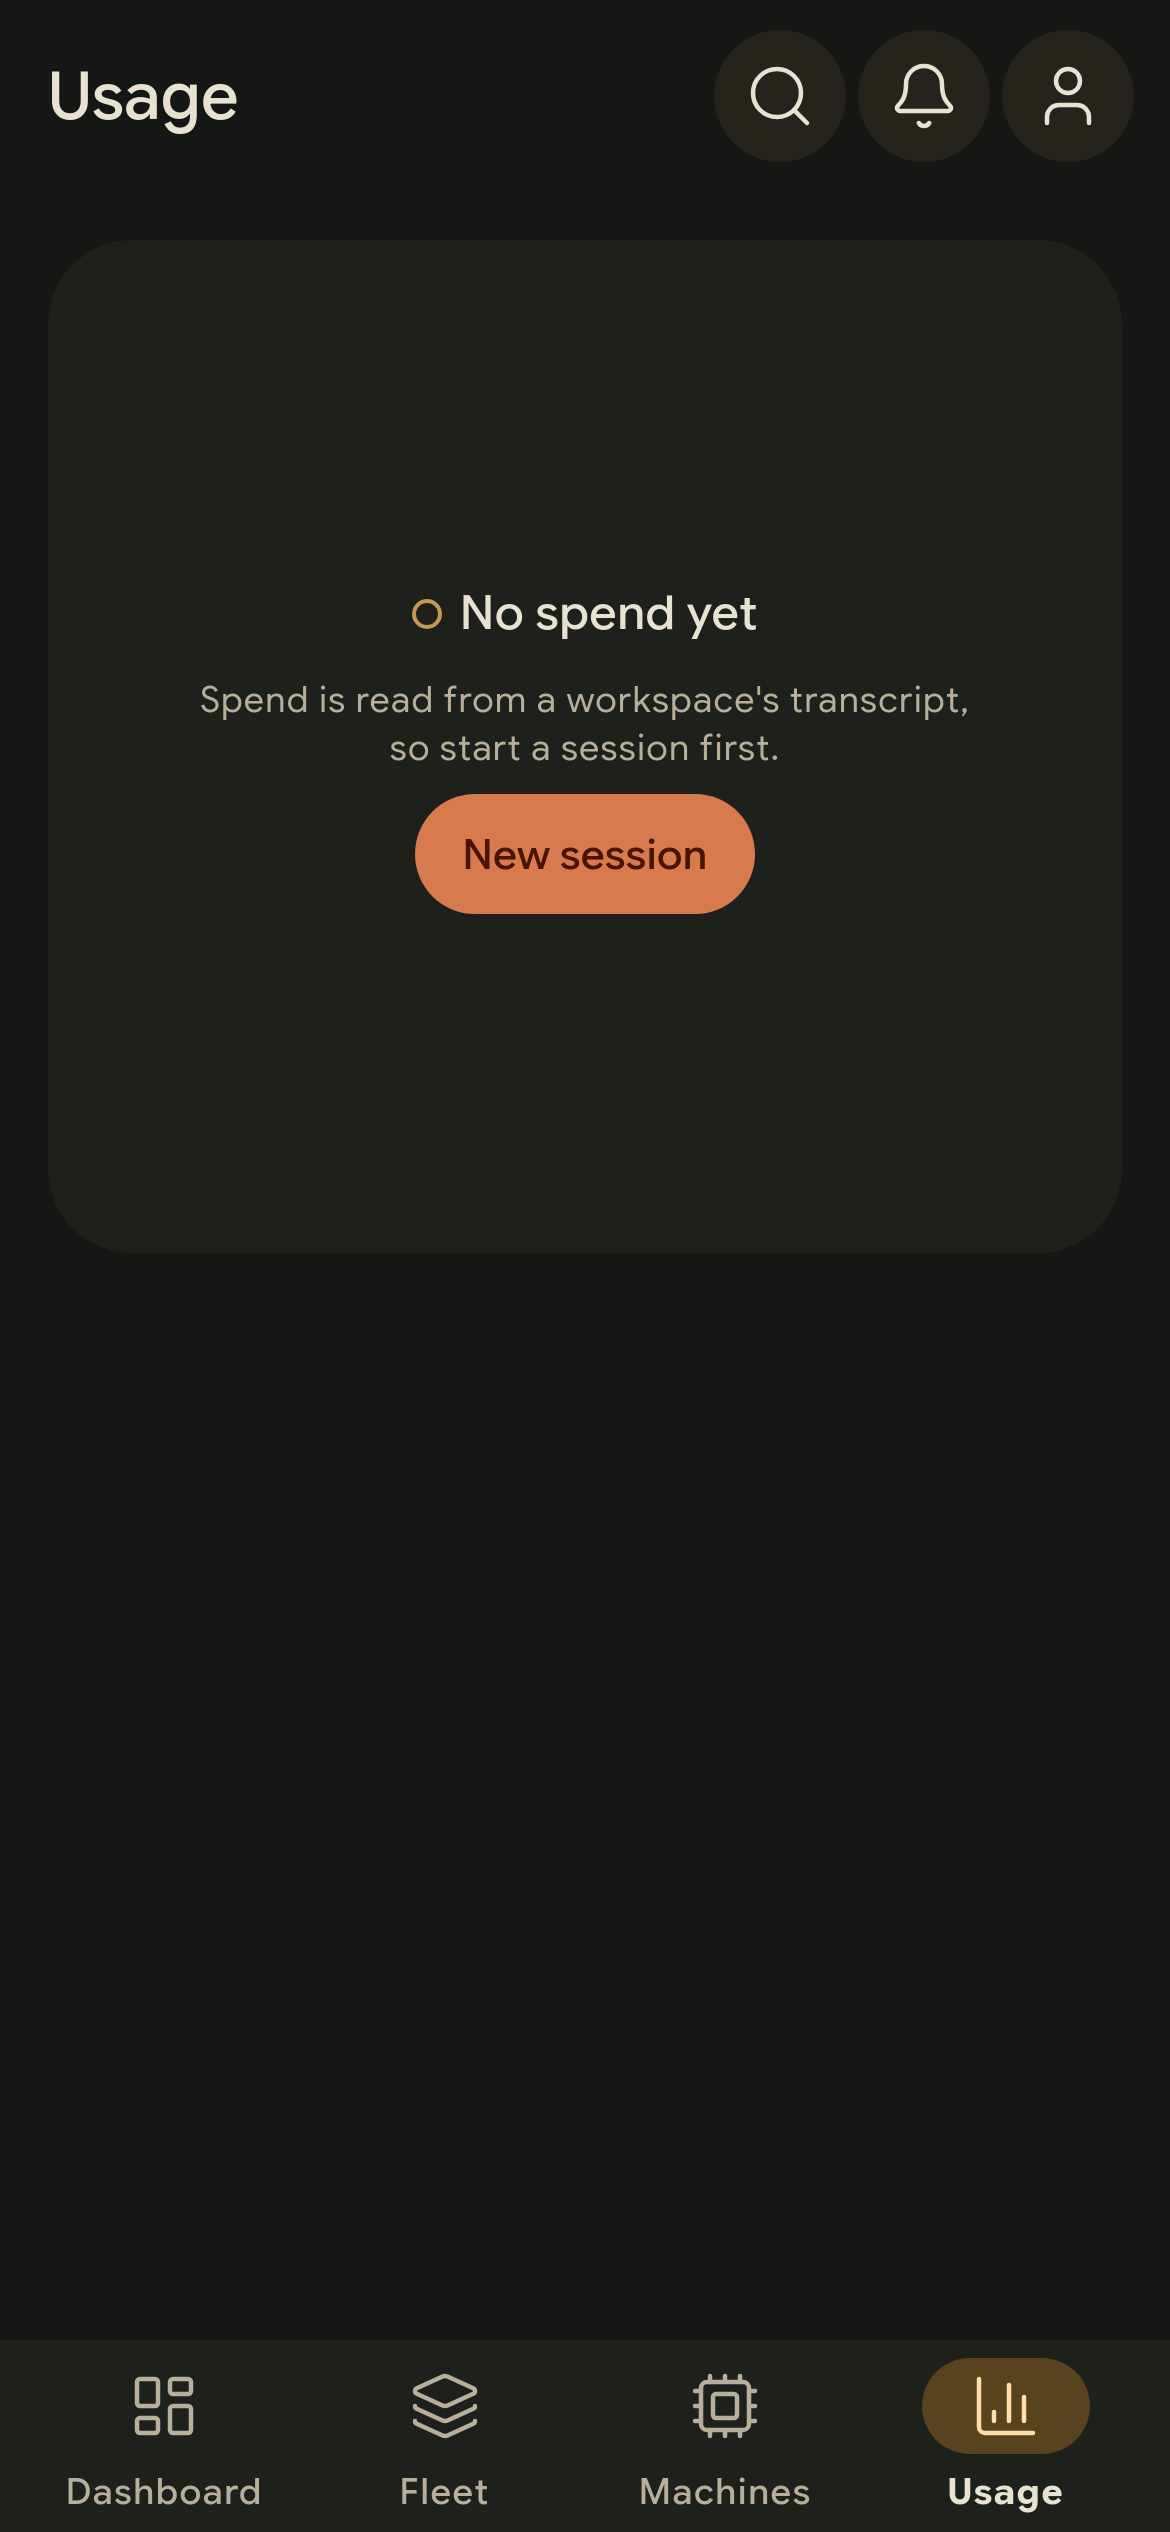 Usage
No spend yet
Spend is read from a workspace's transcript,
so start a session first.
New session
Dashboard
Fleet
Machines
Usage